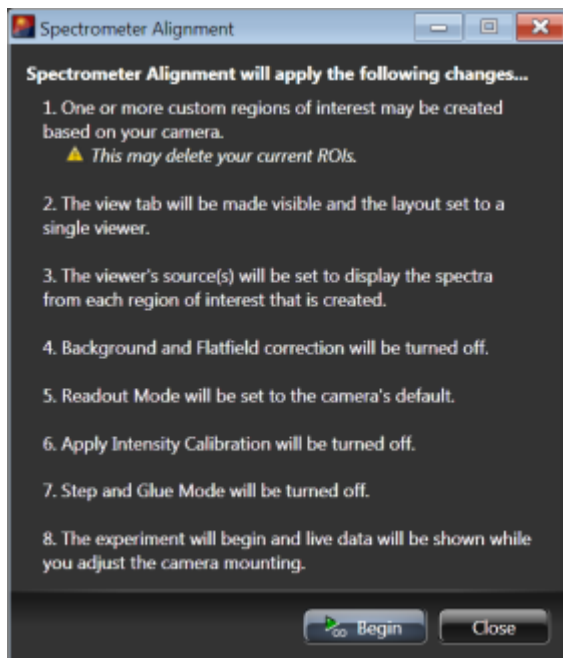 Spectrometer Alignment
Spectrometer Alignment will apply the following changes...
1. One or more custom regions of interest may be created
based on your camera.
This may delete your current ROIs.
2. The view tab will be made visible and the layout set to a
single viewer.
3. The viewer's source(s) will be set to display the spectra
from each region of interest that is created.
4. Background and Flatfield correction will be turned off.
5. Readout Mode will be set to the camera's default.
6. Apply Intensity Calibration will be turned off.
7. Step and Glue Mode will be turned off.
8. The experiment will begin and live data will be shown while
you adjust the camera mounting.
Begin Close